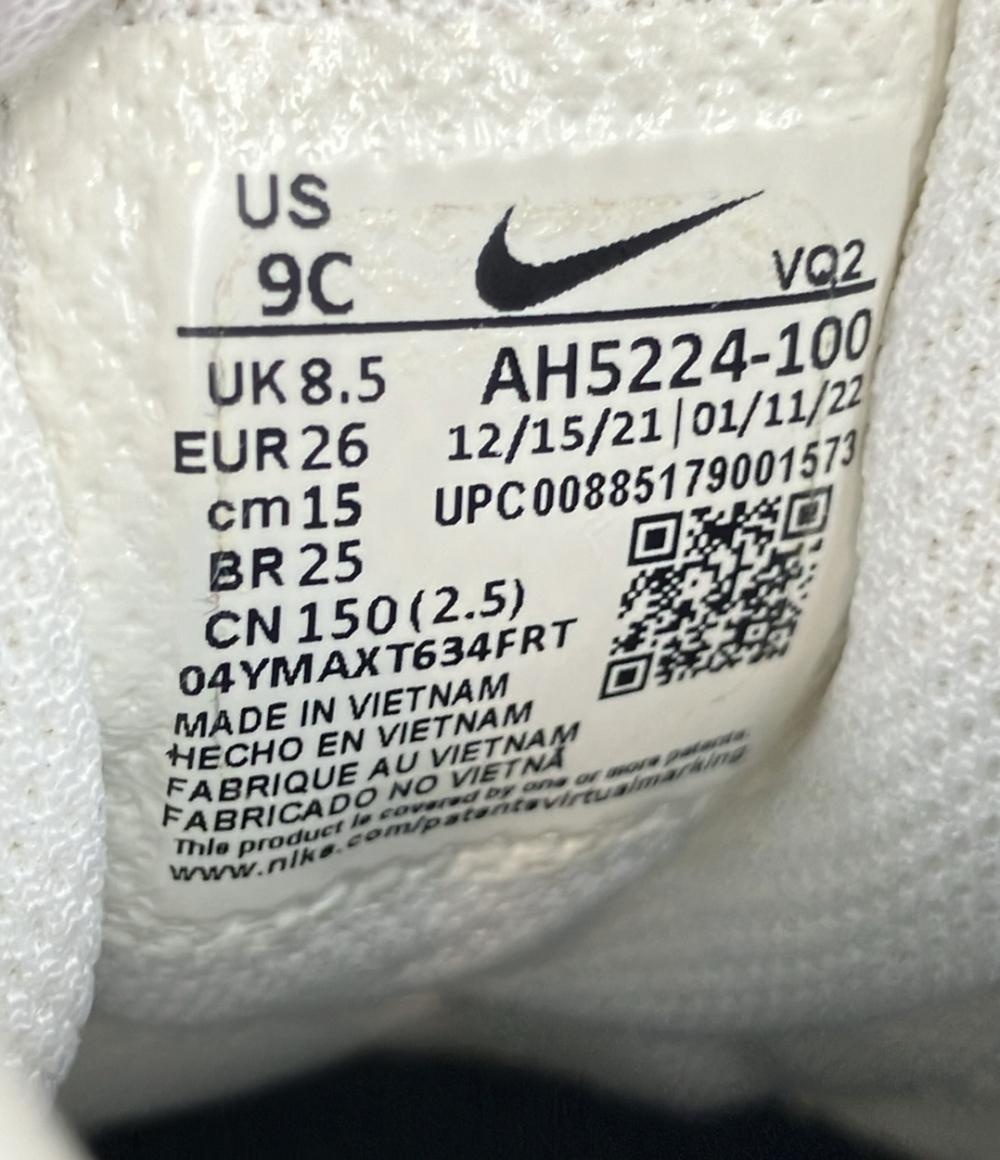 US
9C
VQ2
UK 8.5
AH5224-100
EUR 26
12/15/21|01/11/22
cm 15
UPC00885179001573
BR 25
CN 150 (2.5)
04YMAXT634FRT
MADE IN VIETNAM
HECHO EN VIETNAM
FABRIQUE AU VIETNAM
FABRICADO NO VIETNÃ
This product is covered by one or more patents.
www.nike.com/patentsvirtualmarking